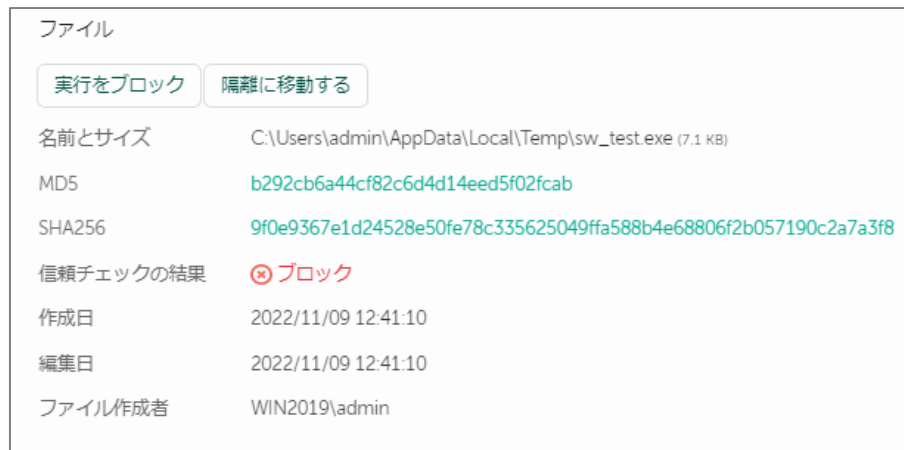 ファイル
実行をブロック 隔離に移動する
名前とサイズ C:\Users\admin\AppData\Local\Temp\sw_test.exe (7.1 KB)
MD5 b292cb6a44cf82c6d4d14eed5f02fcab
SHA256 9f0e9367e1d24528e50fe78c335625049ffa588b4e68806f2b057190c2a7a3f8
信頼チェックの結果 ブロック
作成日 2022/11/09 12:41:10
編集日 2022/11/09 12:41:10
ファイル作成者 WIN2019\admin